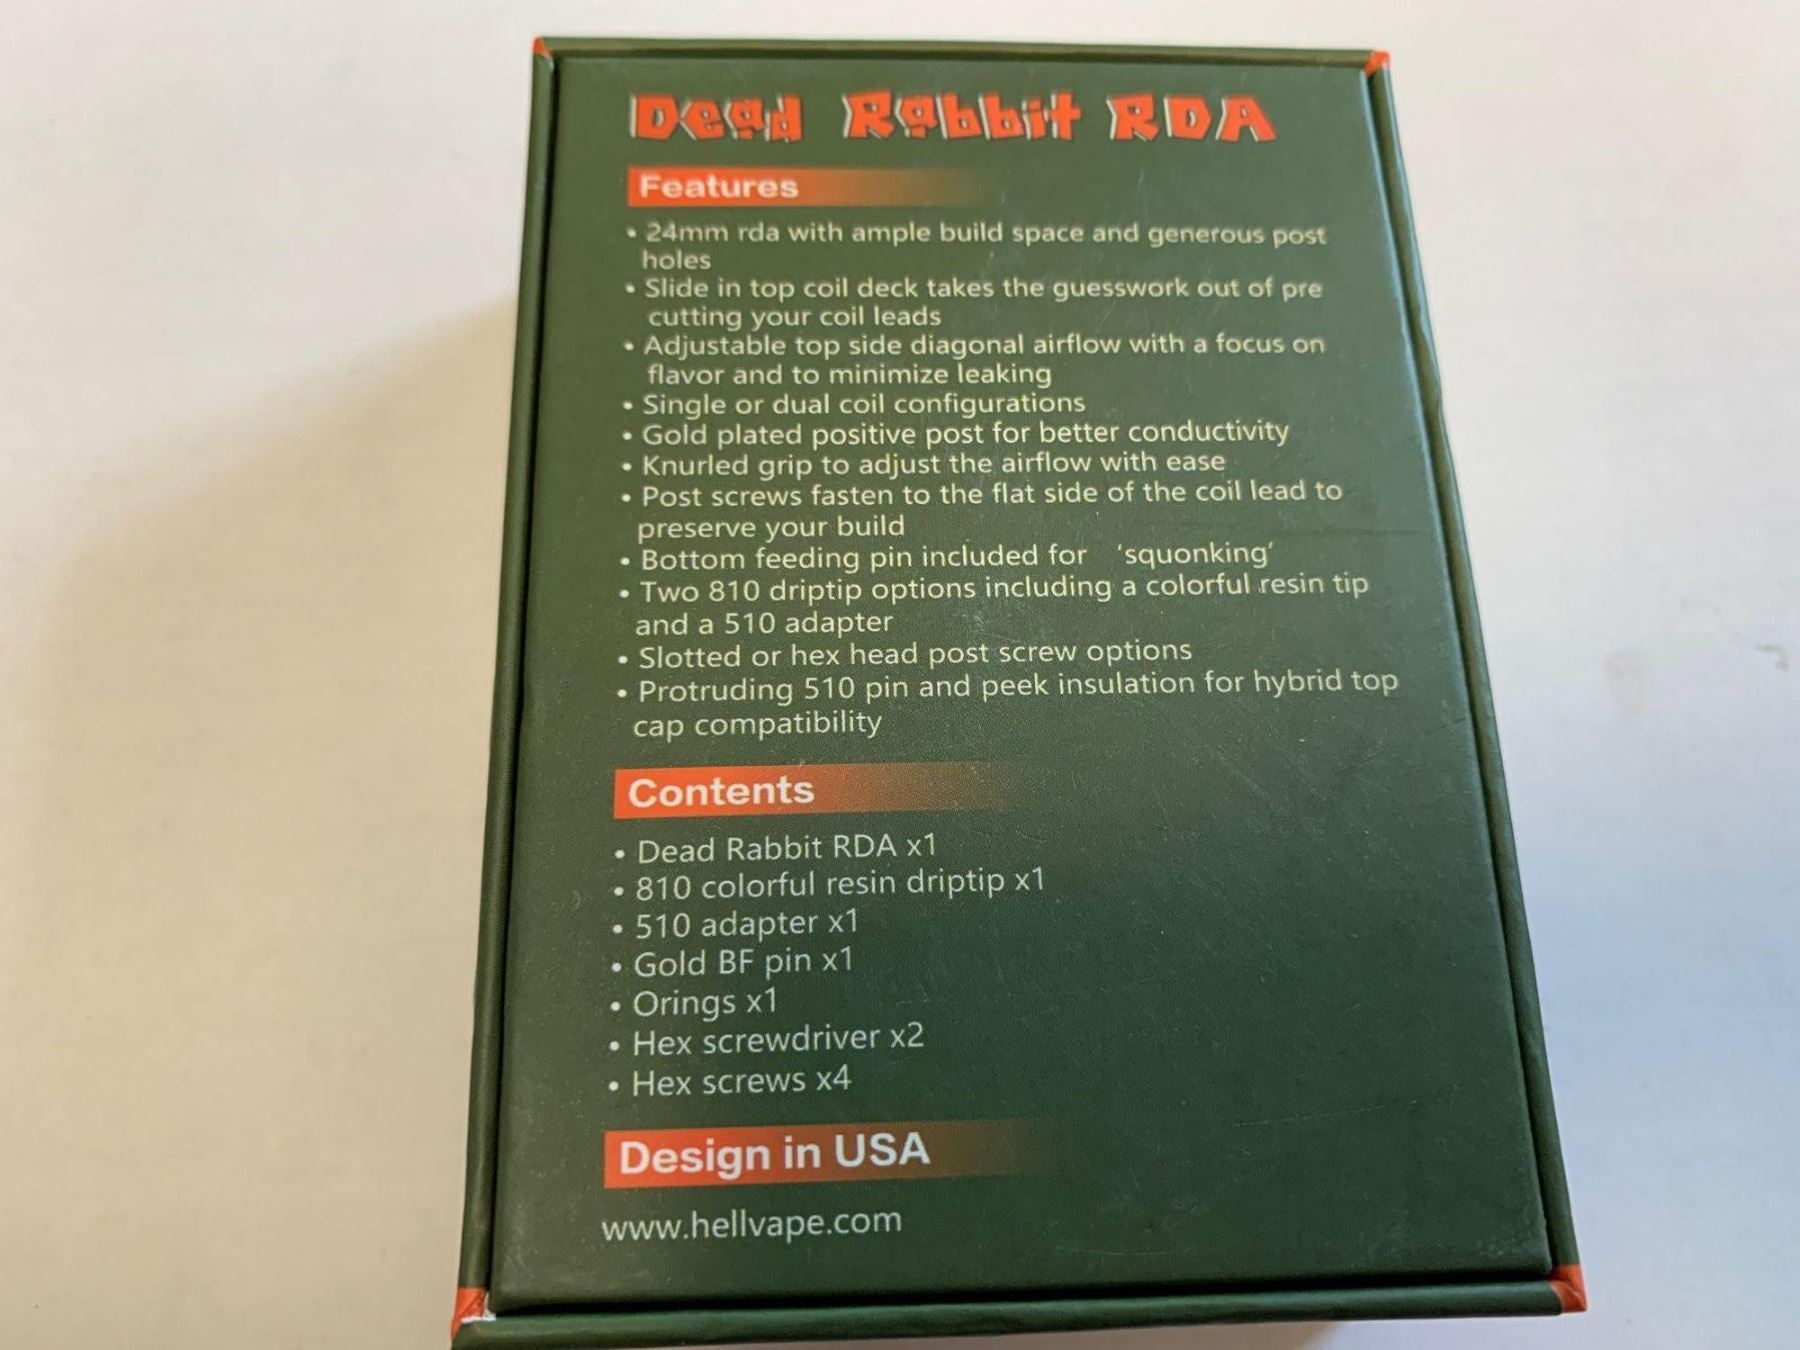 Dead Rabbit RDA
Features
• 24mm rda with ample build space and generous post
holes
• Slide in top coil deck takes the guesswork out of pre
cutting your coil leads
• Adjustable top side diagonal airflow with a focus on
flavor and to minimize leaking
• Single or dual coil configurations
• Gold plated positive post for better conductivity
• Knurled grip to adjust the airflow with ease
• Post screws fasten to the flat side of the coil lead to
preserve your build
• Bottom feeding pin included for 'squonking'
• Two 810 driptip options including a colorful resin tip
and a 510 adapter
• Slotted or hex head post screw options
• Protruding 510 pin and peek insulation for hybrid top
cap compatibility
Contents
• Dead Rabbit RDA x1
• 810 colorful resin driptip x1
• 510 adapter x1
• Gold BF pin x1
• Orings x1
• Hex screwdriver x2
• Hex screws x4
Design in USA
www.hellvape.com